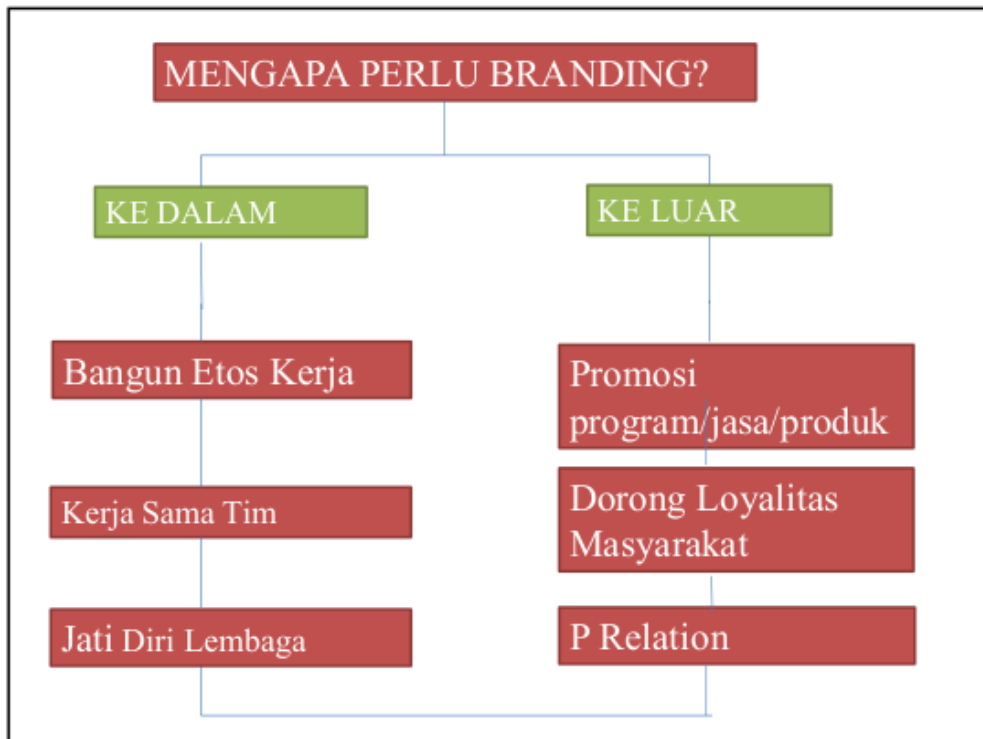 MENGAPA PERLU BRANDING?
KE DALAM
Bangun Etos Kerja
Kerja Sama Tim
Jati Diri Lembaga
KE LUAR
Promosi
program/jasa/produk
Dorong Loyalitas
Masyarakat
P Relation